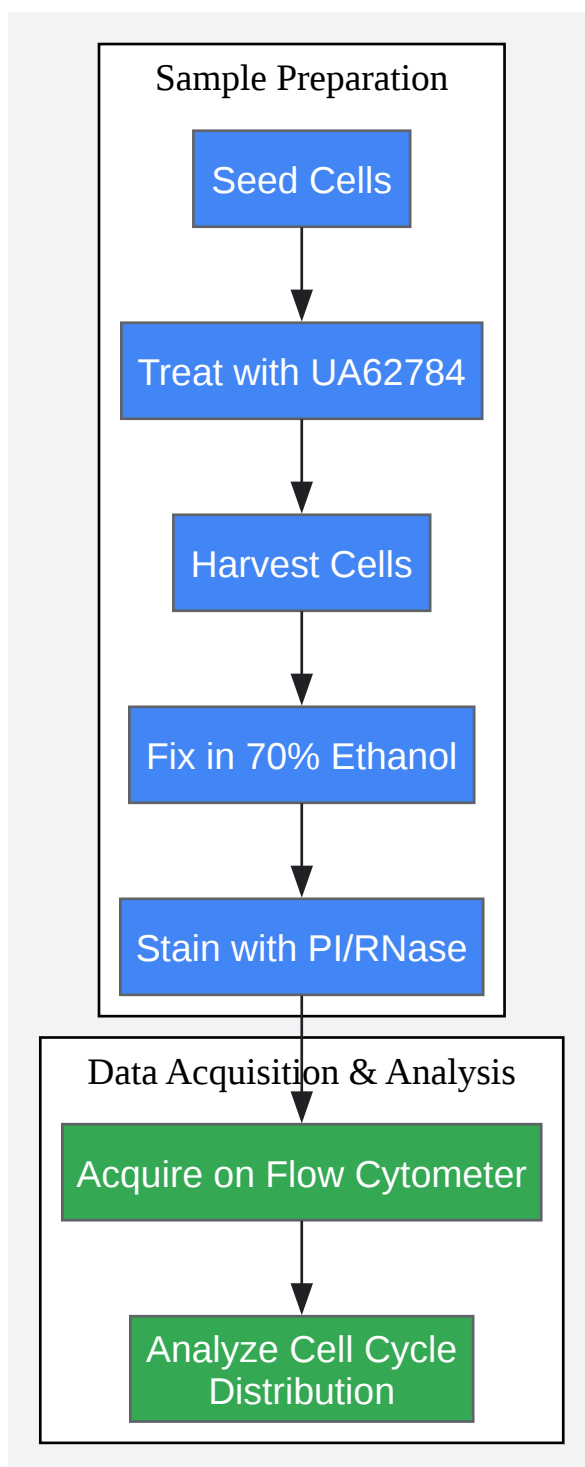 Sample Preparation
Seed Cells
Treat with UA62784
Harvest Cells
Fix in 70% Ethanol
Stain with PI/RNase
Data Acquisition & Analysis
Acquire on Flow Cytometer
Analyze Cell Cycle
Distribution